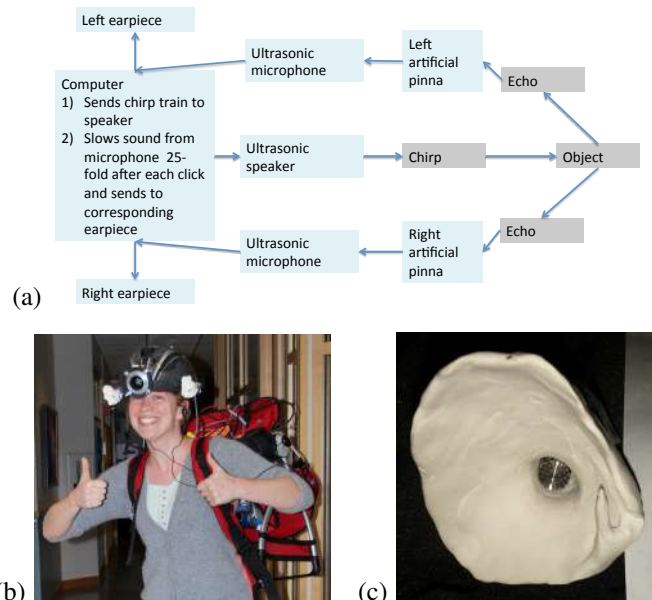 Left earpiece
Computer
1) Sends chirp train to
speaker
2) Slows sound from
microphone 25-
fold after each click
and sends to
corresponding
earpiece
Right earpiece
Ultrasonic
microphone
Left
artificial
pinna
Echo
Ultrasonic
speaker
Chirp
Object
Ultrasonic
microphone
Right
artificial
pinna
Echo
(a)
(b)
(c)